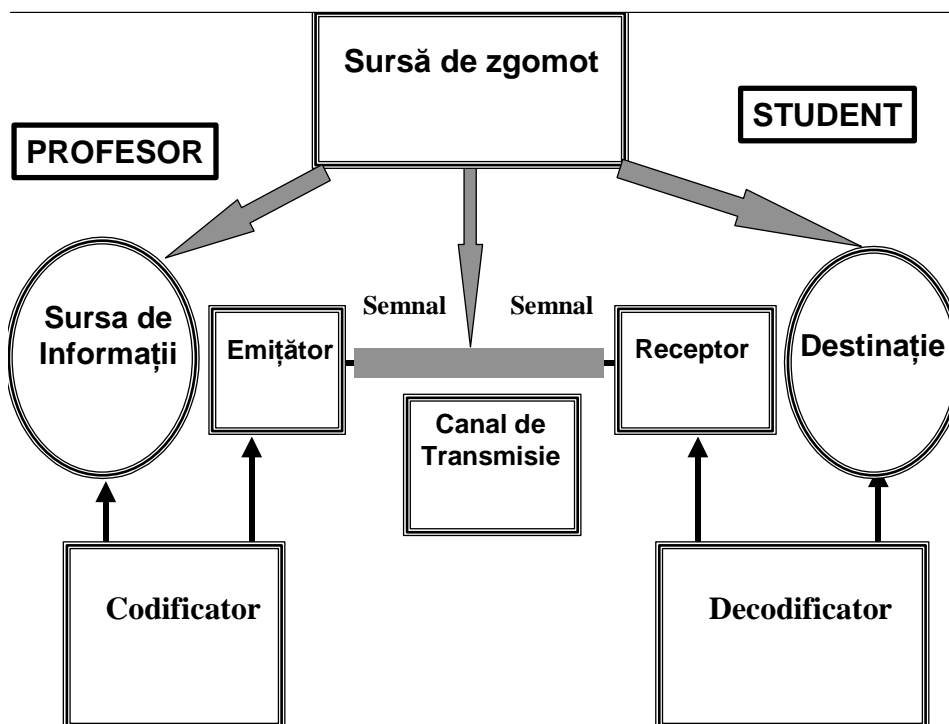 Sursă de zgomot
STUDENT
PROFESOR
Semnal
Semnal
Sursa de
Informații
Emițător
Receptor
Destinație
Canal de
Transmisie
Codificator
Decodificator